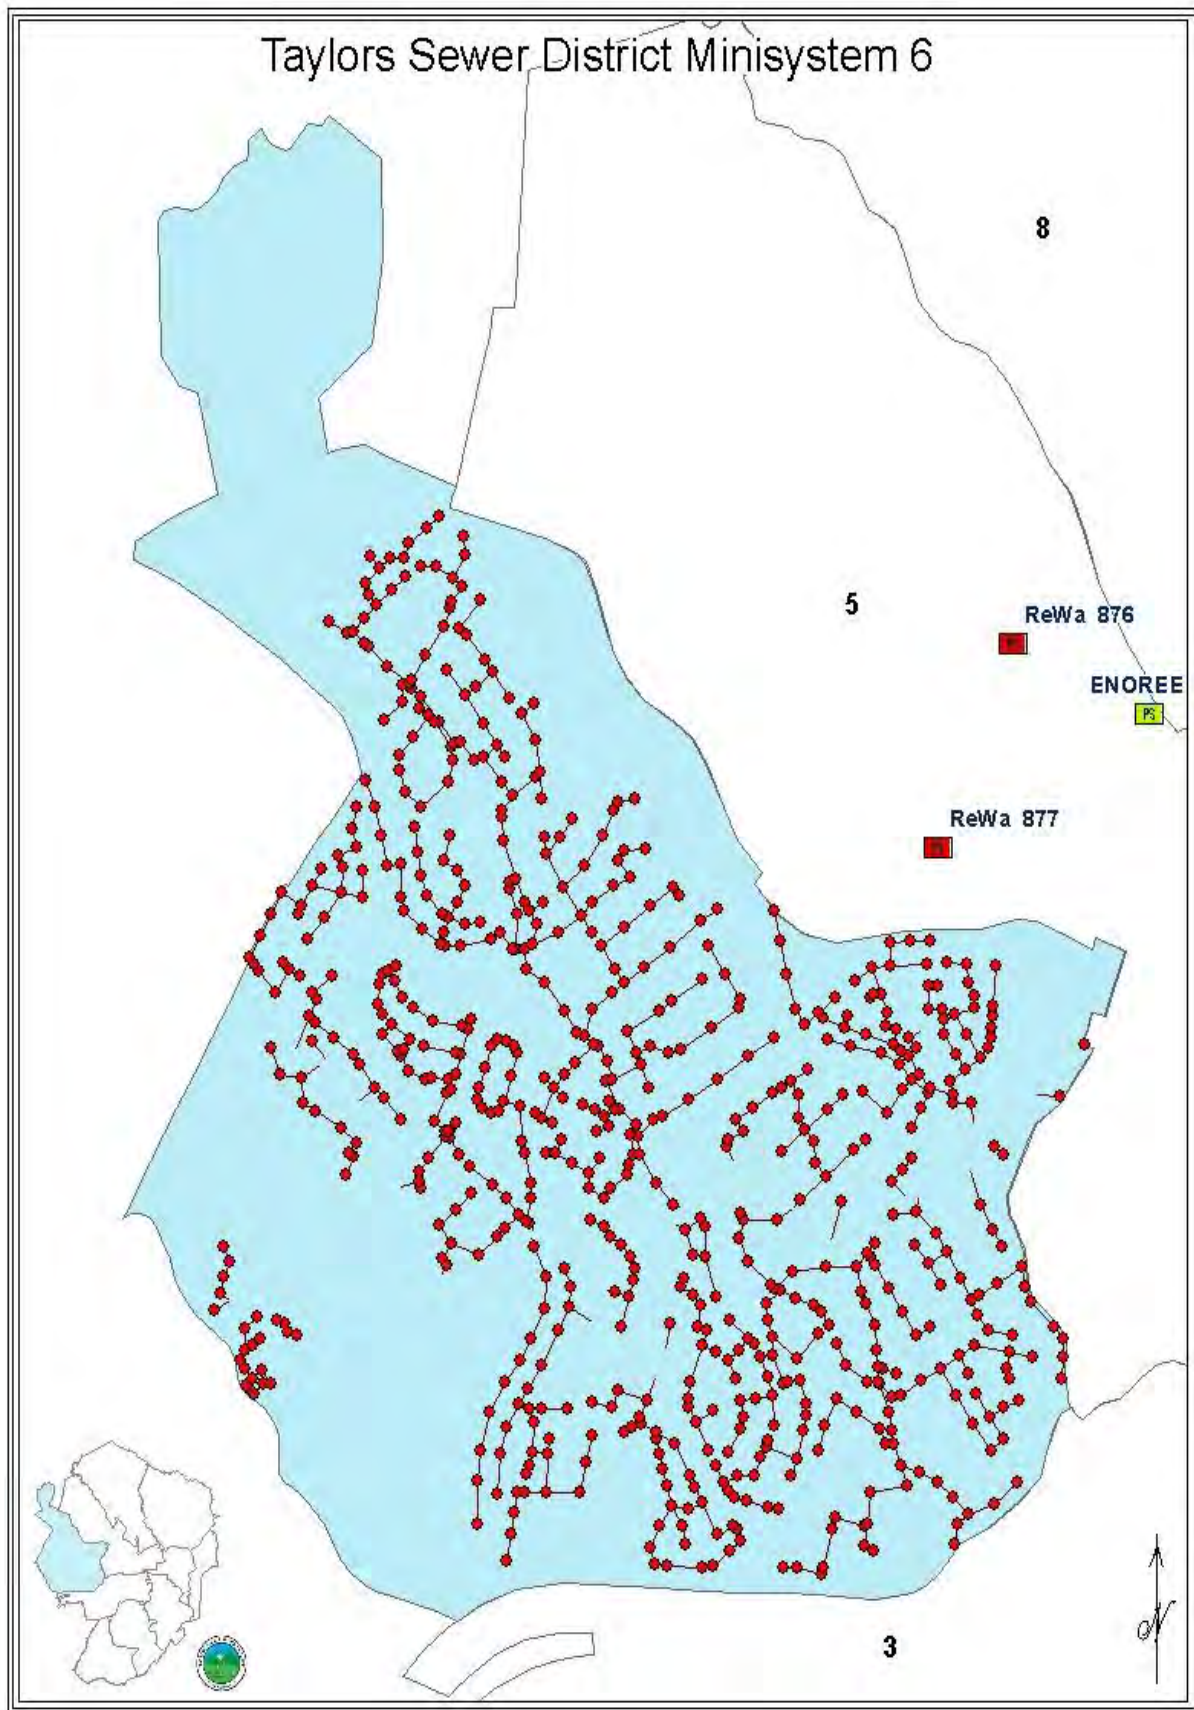 Taylors Sewer District Minisystem 6
8
5
ReWa 876
ENOREE
PS
ReWa 877
3
N